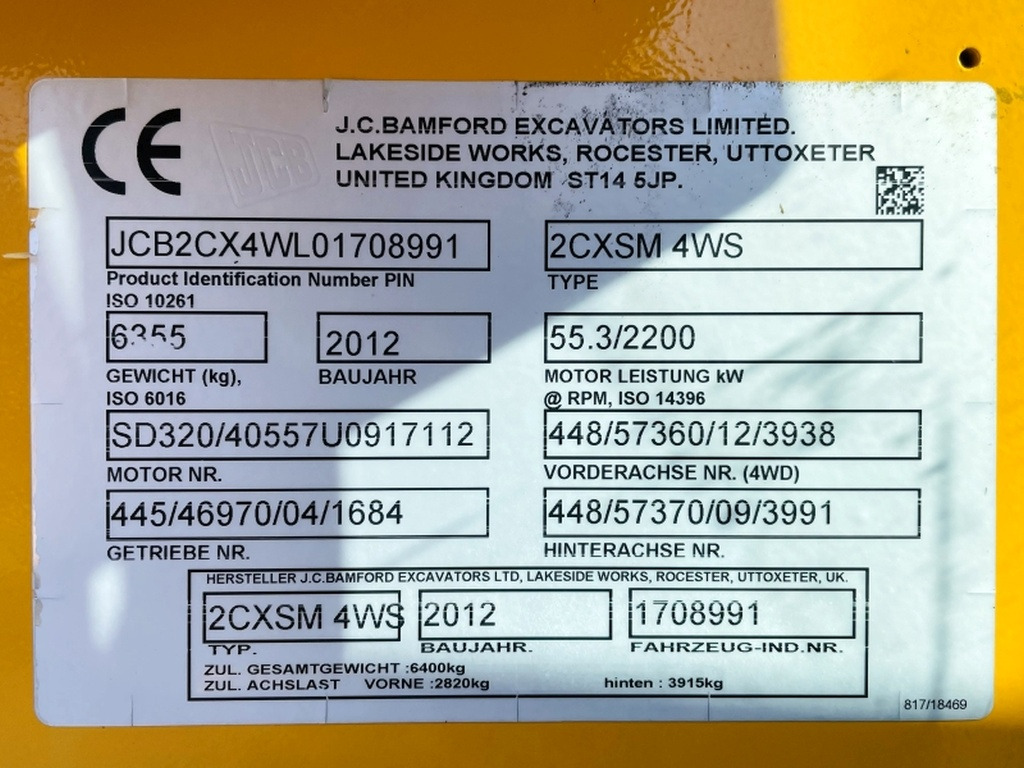 CE
JCB
J.C.BAMFORD EXCAVATORS LIMITED.
LAKESIDE WORKS, ROCESTER, UTTOXETER
UNITED KINGDOM ST14 5JP.
JCB2CX4WL01708991 2CXSM 4WS
Product Identification Number PIN TYPE
ISO 10261
6355 2012 55.3/2200
GEWICHT (kg), BAUJAHR MOTOR LEISTUNG kW
ISO 6016 @ RPM, ISO 14396
SD320/40557U0917112 448/57360/12/3938
MOTOR NR. VORDERACHSE NR. (4WD)
445/46970/04/1684 448/57370/09/3991
GETRIEBE NR. HINTERACHSE NR.
HERSTELLER J.C.BAMFORD EXCAVATORS LTD, LAKESIDE WORKS, ROCESTER, UTTOXETER, UK.
2CXSM 4WS 2012 1708991
TYP. BAUJAHR. FAHRZEUG-IND.NR.
ZUL. GESAMTGEWICHT :6400kg
ZUL. ACHSLAST VORNE :2820kg hinten : 3915kg
817/18469